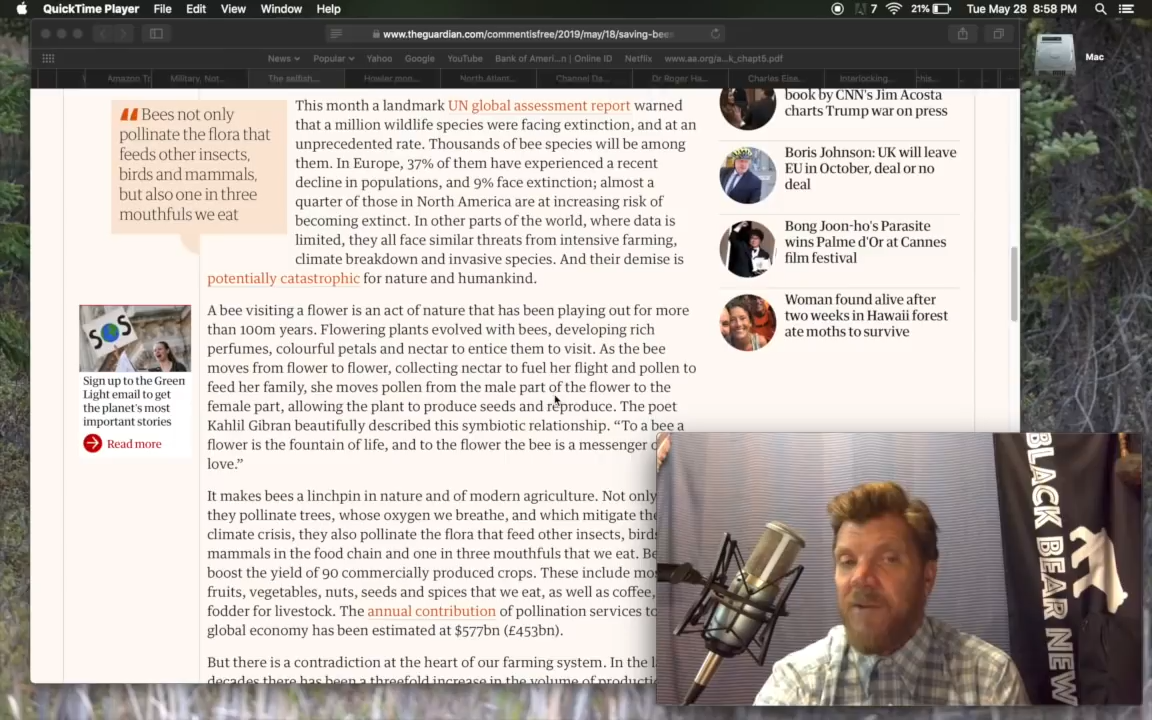 QuickTime Player File Edit View Window Help
7 21% Tue May 28 8:58 PM
www.theguardian.com/commentisfree/2019/may/18/saving-bee
News Popular Yahoo Google YouTube Bank of Ameri...n | Online ID Netflix www.aa.org/a...k_chapt5.pdf
Amazon Ti Military, Not... The selfish... Howler mon... North Atlant... Channel Da... Dr Roger Ha... Charles Eise... Interlocking...
Mac
Bees not only
pollinate the flora that
feeds other insects,
birds and mammals,
but also one in three
mouthfuls we eat
This month a landmark UN global assessment report warned
that a million wildlife species were facing extinction, and at an
unprecedented rate. Thousands of bee species will be among
them. In Europe, 37% of them have experienced a recent
decline in populations, and 9% face extinction; almost a
quarter of those in North America are at increasing risk of
becoming extinct. In other parts of the world, where data is
limited, they all face similar threats from intensive farming,
climate breakdown and invasive species. And their demise is
potentially catastrophic for nature and humankind.
A bee visiting a flower is an act of nature that has been playing out for more
than 100m years. Flowering plants evolved with bees, developing rich
perfumes, colourful petals and nectar to entice them to visit. As the bee
moves from flower to flower, collecting nectar to fuel her flight and pollen to
feed her family, she moves pollen from the male part of the flower to the
female part, allowing the plant to produce seeds and reproduce. The poet
Kahlil Gibran beautifully described this symbiotic relationship. “To a bee a
flower is the fountain of life, and to the flower the bee is a messenger
love.”
It makes bees a linchpin in nature and of modern agriculture. Not only
they pollinate trees, whose oxygen we breathe, and which mitigate the
climate crisis, they also pollinate the flora that feed other insects, birds
mammals in the food chain and one in three mouthfuls that we eat.
boost the yield of 90 commercially produced crops. These include
fruits, vegetables, nuts, seeds and spices that we eat, as well as coffee,
fodder for livestock. The annual contribution of pollination services to
global economy has been estimated at $577bn (£453bn).
But there is a contradiction at the heart of our farming system. In the
decades there has been a threefold increase in the volume of
SOS
Sign up to the Green
Light email to get
the planet's most
important stories
Read more
book by CNN's Jim Acosta
charts Trump war on press
Boris Johnson: UK will leave
EU in October, deal or no
deal
Bong Joon-ho's Parasite
wins Palme d'Or at Cannes
film festival
Woman found alive after
two weeks in Hawaii forest
ate moths to survive
BLACK BEAR NEW